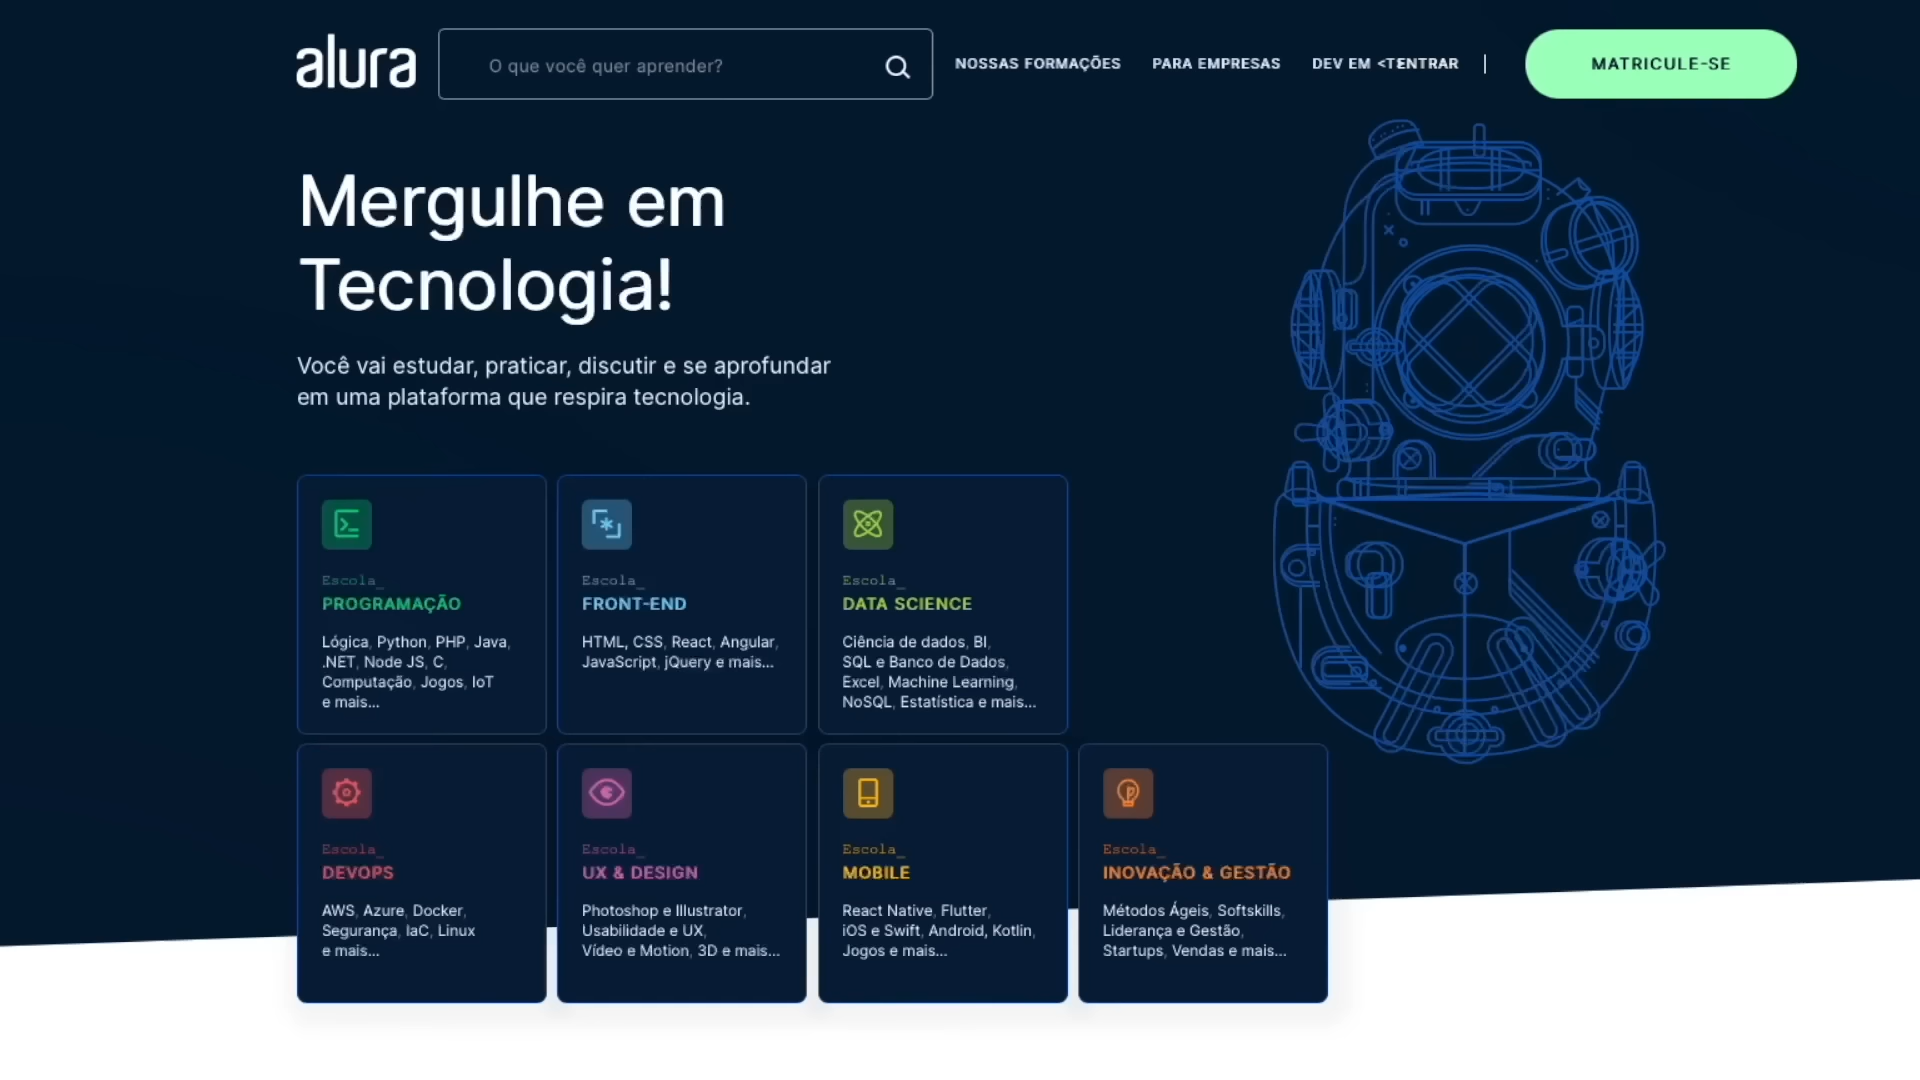 alura
O que você quer aprender?
NOSSAS FORMAÇÕES
PARA EMPRESAS
DEV EM <TENTRAR
MATRICULE-SE
Mergulhe em
Tecnologia!
Você vai estudar, praticar, discutir e se aprofundar
em uma plataforma que respira tecnologia.
Escola_
PROGRAMAÇÃO
Lógica, Python, PHP, Java,
.NET, Node JS, C,
Computação, Jogos, IoT
e mais...
Escola_
FRONT-END
HTML, CSS, React, Angular,
JavaScript, jQuery e mais...
Escola_
DATA SCIENCE
Ciência de dados, BI,
SQL e Banco de Dados,
Excel, Machine Learning,
NoSQL, Estatística e mais...
Escola_
DEVOPS
AWS, Azure, Docker,
Segurança, IaC, Linux
e mais...
Escola_
UX & DESIGN
Photoshop e Illustrator,
Usabilidade e UX,
Vídeo e Motion, 3D e mais...
Escola_
MOBILE
React Native, Flutter,
iOS e Swift, Android, Kotlin,
Jogos e mais...
Escola_
INOVAÇÃO & GESTÃO
Métodos Ágeis, Softskills,
Liderança e Gestão,
Startups, Vendas e mais...